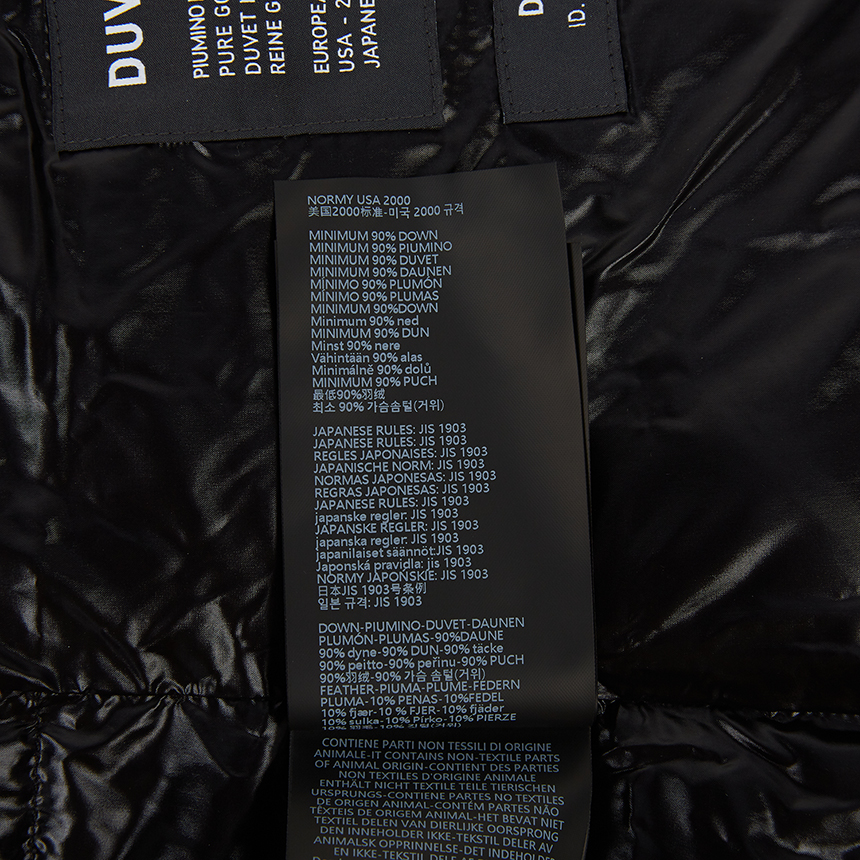 DUV
PIUMINO
PURE GO
DUVET
REINE G
EUROPEA
USA - 2
JAPANE
D
ID.
NORMY USA 2000
美国2000标准-미국 2000 규격
MINIMUM 90% DOWN
MINIMUM 90% PIUMINO
MINIMUM 90% DUVET
MINIMUM 90% DAUNEN
MÍNIMO 90% PLUMÓN
MÍNIMO 90% PLUMAS
MINIMUM 90%DOWN
Minimum 90% ned
MINIMUM 90% DUN
Minst 90% nere
Vähintään 90% alas
Minimálně 90% dolů
MINIMUM 90% PUCH
最低90%羽绒
최소 90% 가슴솜털(거위)
JAPANESE RULES: JIS 1903
JAPANESE RULES: JIS 1903
REGLES JAPONAISES: JIS 1903
JAPANISCHE NORM: JIS 1903
NORMAS JAPONESAS: JIS 1903
REGRAS JAPONESAS: JIS 1903
JAPANESE RULES: JIS 1903
japanske regler: JIS 1903
JAPANSKE REGLER: JIS 1903
japanska regler: JIS 1903
japanilaiset säännöt:JIS 1903
Japonská pravidla: jis 1903
NORMY JAPOŃSKIE: JIS 1903
日本JIS 1903号条例
일본 규격: JIS 1903
DOWN-PIUMINO-DUVET-DAUNEN
PLUMÓN-PLUMAS-90%DAUNE
90% dyne-90% DUN-90% täcke
90% peitto-90% peřinu-90% PUCH
90%羽绒-90% 가슴 솜털(거위)
FEATHER-PIUMA-PLUME-FEDERN
PLUMA-10% PENAS-10%FEDEL
10% fjær-10 % FJER-10% fjäder
10% sulka-10% Pírko-10% PIERZE
CONTIENE PARTI NON TESSILI DI ORIGINE
ANIMALE-IT CONTAINS NON-TEXTILE PARTS
OF ANIMAL ORIGIN-CONTIENT DES PARTIES
NON TEXTILES D'ORIGINE ANIMALE
ENTHÄLT NICHT TEXTILE TEILE TIERISCHEN
URSPRUNGS-CONTIENE PARTES NO TEXTILES
DE ORIGEN ANIMAL-CONTÉM PARTES NÃO
TEXTEIS DE ORIGEM ANIMAL-HET BEVAT NIET
TEXTIEL DELEN VAN DIERLIJKE OORSPRONG
DEN INNEHOLDER IKKE-TEKSTIL DELER AV
ANIMALSK OPPRINNELSE-DET INDEHOLDER
EN IKKE-TEKSTIL DELE